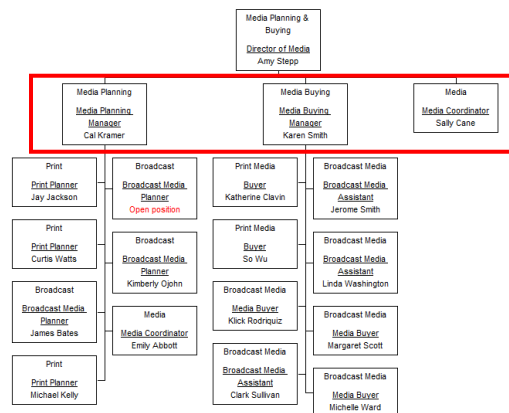 Media Planning &
Buying
Director of Media
Amy Stepp
Media Planning
Media Planning
Manager
Cal Kramer
Media Buying
Media Buying
Manager
Karen Smith
Media
Media Coordinator
Sally Cane
Print
Print Planner
Jay Jackson
Broadcast
Broadcast Media
Planner
Open position
Print Media
Buyer
Katherine Clavin
Broadcast Media
Broadcast Media
Assistant
Jerome Smith
Print
Print Planner
Curtis Watts
Broadcast
Broadcast Media
Planner
Kimberly Ojohn
Print Media
Buyer
So Wu
Broadcast Media
Broadcast Media
Assistant
Linda Washington
Broadcast
Broadcast Media
Planner
James Bates
Media
Media Coordinator
Emily Abbott
Broadcast Media
Media Buyer
Klick Rodriquiz
Broadcast Media
Media Buyer
Margaret Scott
Print
Print Planner
Michael Kelly
Broadcast Media
Broadcast Media
Assistant
Clark Sullivan
Broadcast Media
Media Buyer
Michelle Ward